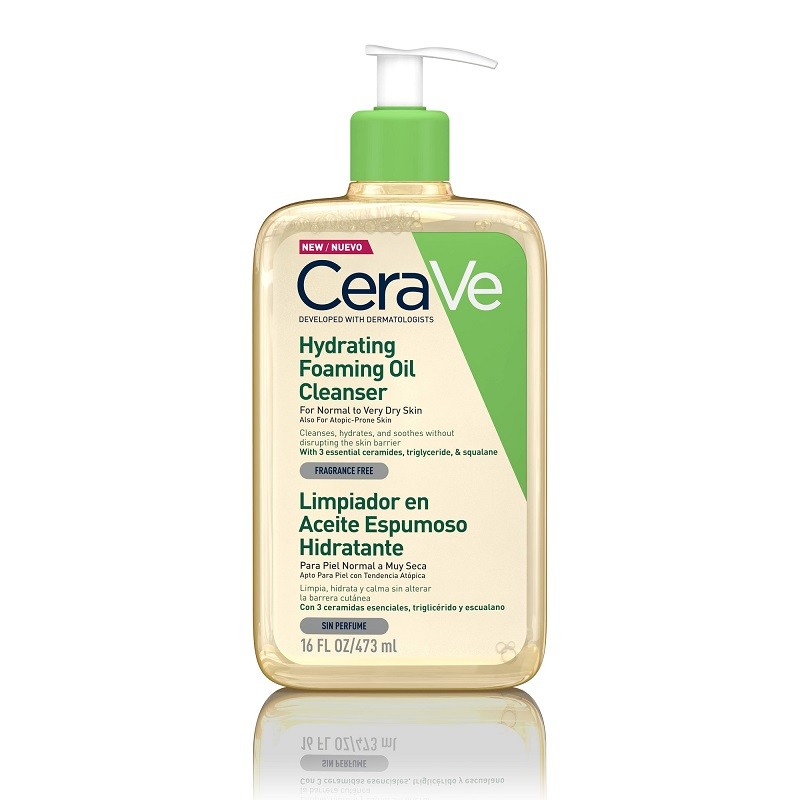 NEW / NUEVO
CeraVe
DEVELOPED WITH DERMATOLOGISTS
Hydrating
Foaming Oil
Cleanser
For Normal to Very Dry Skin
Also For Atopic-Prone Skin
Cleanses, hydrates, and soothes without
disrupting the skin barrier
With 3 essential ceramides, triglyceride, & squalane
FRAGRANCE FREE
Limpiador en
Aceite Espumoso
Hidratante
Para Piel Normal a Muy Seca
Apto Para Piel con Tendencia Atópica
Limpia, hidrata y calma sin alterar
la barrera cutánea
Con 3 ceramidas esenciales, triglicérido y escualano
SIN PERFUME
16 FL OZ/473 ml